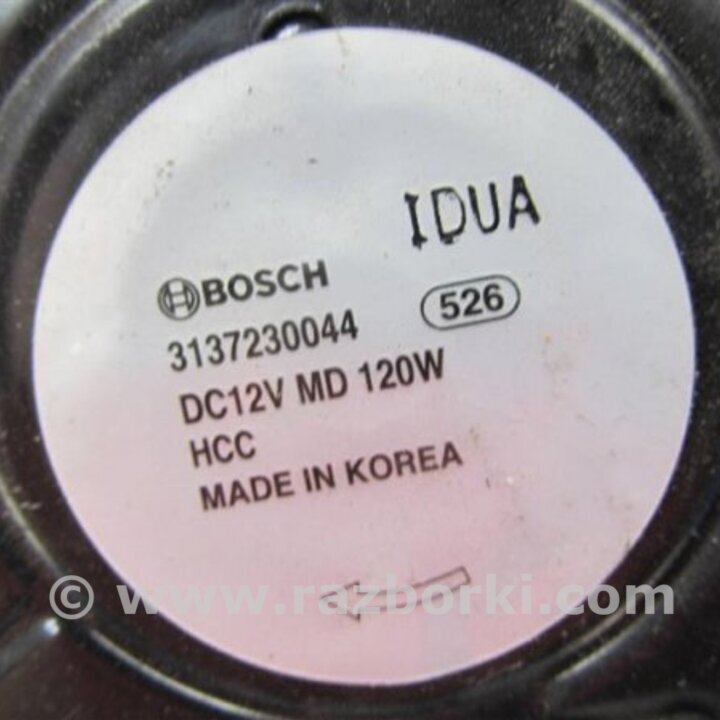 IDUA
BOSCH
526
3137230044
DC12V MD 120W
HCC
MADE IN KOREA
© www.razborki.com